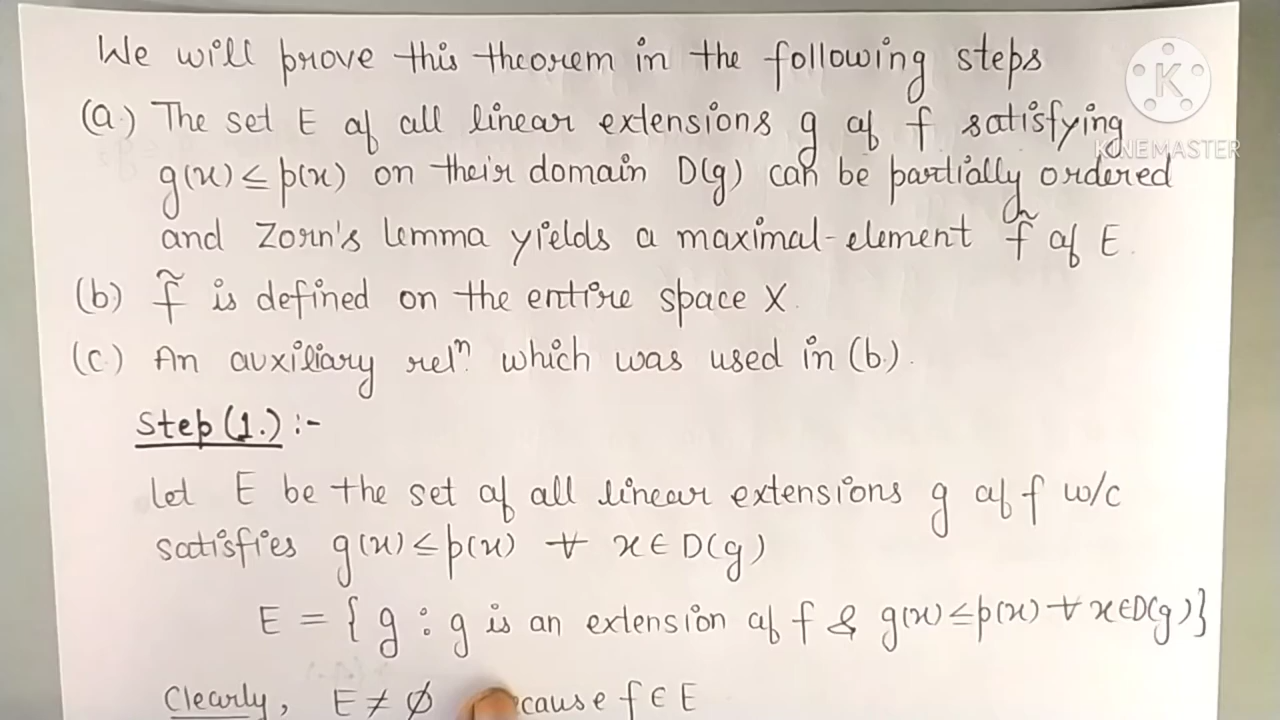 We will prove this theorem in the following steps
K
KINEMASTER
(a.) The set E of all linear extensions g of f satisfying
g(x) ≤ p(x) on their domain D(g) can be partially ordered
and Zorn's lemma yields a maximal-element f̃ of E.
(b) f̃ is defined on the entire space X.
(c.) An auxiliary relⁿ. which was used in (b.).
Step (1.) :-
Let E be the set of all linear extensions g of f w/c
satisfies g(x) ≤ p(x) ∀ x ∈ D(g)
E = { g : g is an extension of f & g(x) ≤ p(x) ∀ x ∈ D(g)}
Clearly, E ≠ ∅ cause f ∈ E